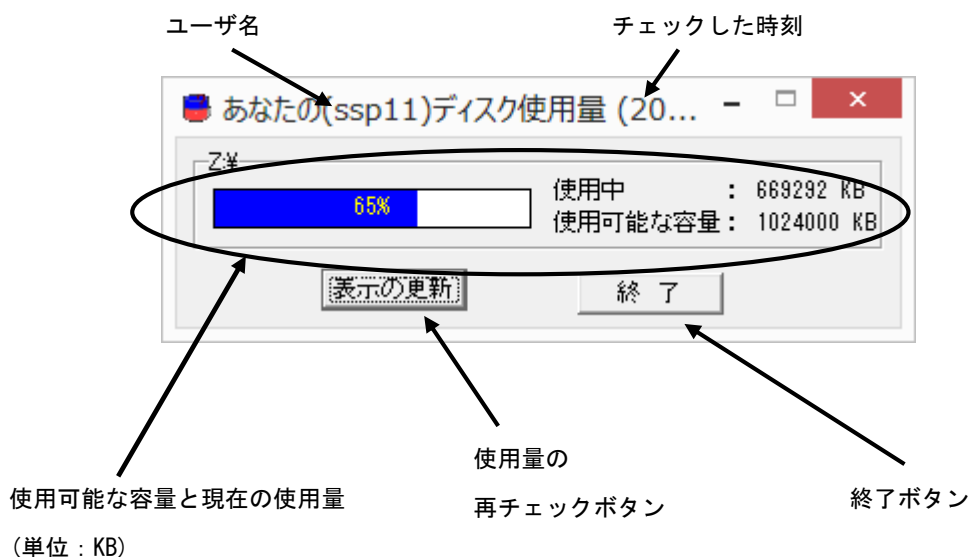 ユーザ名
チェックした時刻
あなたの(ssp11)ディスク使用量 (20...
Z:¥
65%
使用中 : 669292 KB
使用可能な容量 : 1024000 KB
表示の更新
終 了
使用量の
再チェックボタン
終了ボタン
使用可能な容量と現在の使用量
(単位：KB)